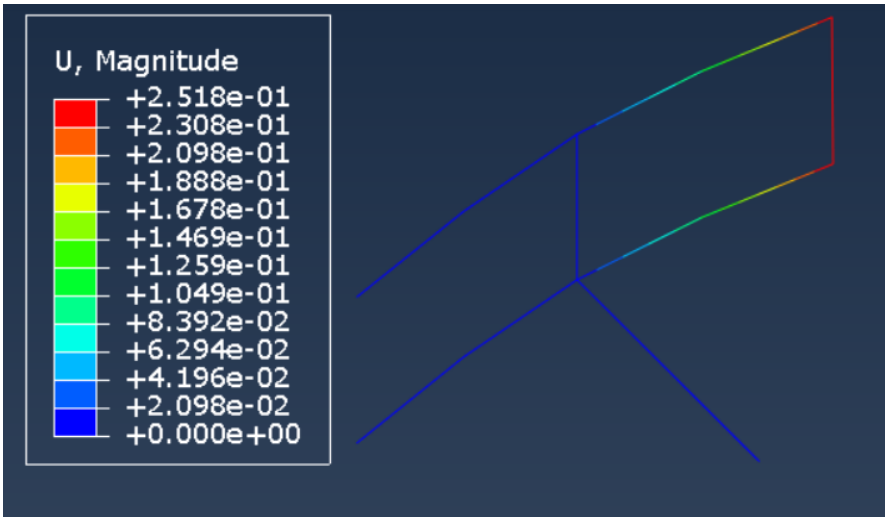 U, Magnitude
+2.518e-01
+2.308e-01
+2.098e-01
+1.888e-01
+1.678e-01
+1.469e-01
+1.259e-01
+1.049e-01
+8.392e-02
+6.294e-02
+4.196e-02
+2.098e-02
+0.000e+00